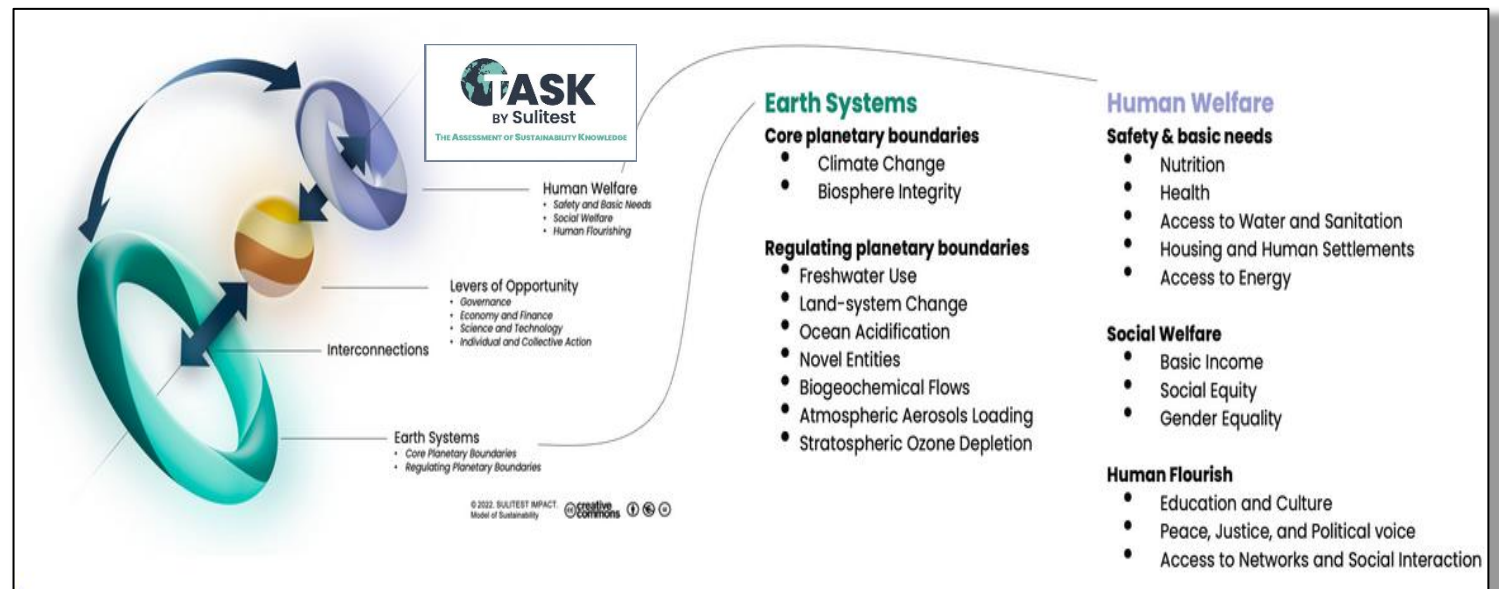 TASK
BY Sulitest
THE ASSESSMENT OF SUSTAINABILITY KNOWLEDGE
Human Welfare
• Safety and Basic Needs
• Social Welfare
• Human Flourishing
Levers of Opportunity
• Governance
• Economy and Finance
• Science and Technology
• Individual and Collective Action
Interconnections
Earth Systems
• Core Planetary Boundaries
• Regulating Planetary Boundaries
© 2022. SULITEST IMPACT.
Model of Sustainability
cc creative commons
Earth Systems
Core planetary boundaries
• Climate Change
• Biosphere Integrity
Regulating planetary boundaries
• Freshwater Use
• Land-system Change
• Ocean Acidification
• Novel Entities
• Biogeochemical Flows
• Atmospheric Aerosols Loading
• Stratospheric Ozone Depletion
Human Welfare
Safety & basic needs
• Nutrition
• Health
• Access to Water and Sanitation
• Housing and Human Settlements
• Access to Energy
Social Welfare
• Basic Income
• Social Equity
• Gender Equality
Human Flourish
• Education and Culture
• Peace, Justice, and Political voice
• Access to Networks and Social Interaction